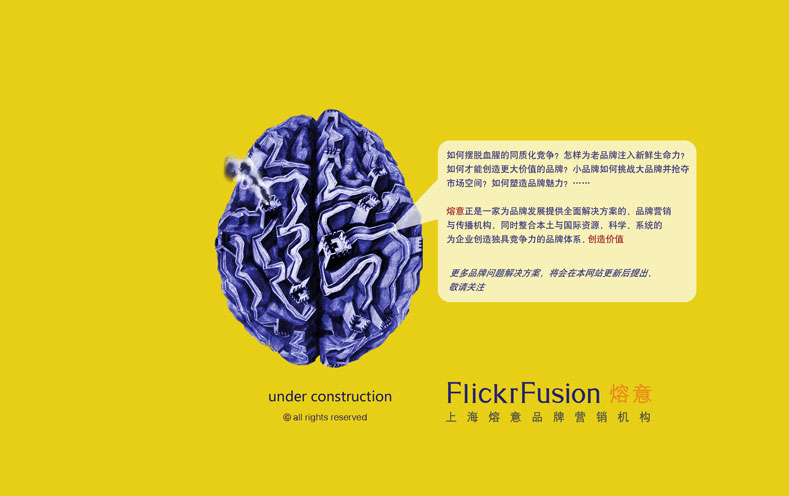 如何摆脱血腥的同质化竞争？怎样为老品牌注入新鲜生命力？
如何才能创造更大价值的品牌？小品牌如何挑战大品牌并抢夺
市场空间？如何塑造品牌魅力？……
熔意正是一家为品牌发展提供全面解决方案的，品牌营销
与传播机构，同时整合本土与国际资源，科学、系统的
为企业创造独具竞争力的品牌体系，创造价值
更多品牌问题解决方案，将会在本网站更新后提出，
敬请关注
under construction
© all rights reserved
FlickrFusion 熔意
上海熔意品牌营销机构